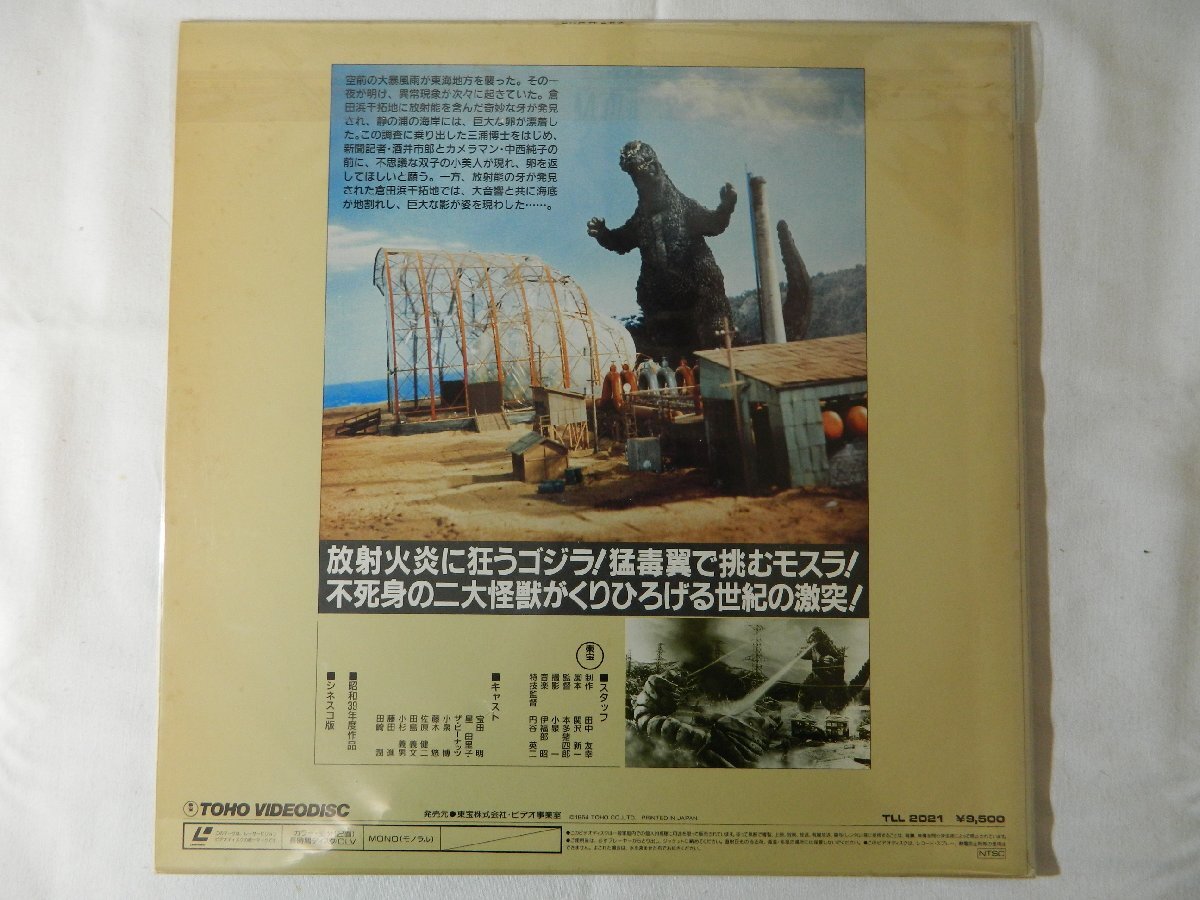 空前の大暴風雨が東海地方を襲った。その一
夜が明け、異常現象が次々に起きていた。倉
田浜干拓地に放射能を含んだ奇妙な牙が発見
され、静の浦の海岸には、巨大な卵が漂着し
た。この調査に乗り出した三浦博士をはじめ、
新聞記者・酒井市郎とカメラマン・中西純子の
前に、不思議な双子の小美人が現れ、卵を返
してほしいと願う。一方、放射能の牙が発見
された倉田浜干拓地では、大音響と共に海底
が地割れし、巨大な影が姿を現わした……。
放射火炎に狂うゴジラ!猛毒翼で挑むモスラ!
不死身の二大怪獣がくりひろげる世紀の激突!
東宝
■スタッフ
制作 田中友幸
脚本 関沢新一
監督 本多猪四郎
撮影 小泉一
音楽 伊福部昭
特技監督 円谷英二
■キャスト
宝田明
星由里子
ザ・ピーナッツ
小泉博
藤木悠
佐原健二
田島義文
小杉義男
藤田進
田崎潤
■昭和39年度作品
■シネスコ版
TOHO VIDEODISC
発売元●東宝株式会社・ビデオ事業室
©1964 TOHO CO.,LTD. PRINTED IN JAPAN.
TLL 2021 ¥9,500
MONO(モノラル)
NTSC